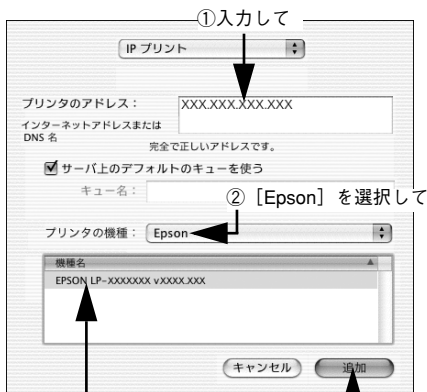 ①入力して
IP プリント
プリンタのアドレス：
XXX.XXX.XXX.XXX
インターネットアドレスまたは
DNS 名
完全で正しいアドレスです。
サーバ上のデフォルトのキューを使う
キュー名：
②［Epson］を選択して
プリンタの機種：
Epson
機種名
EPSON LP-XXXXXXX vXXXX.XXX
キャンセル
追加